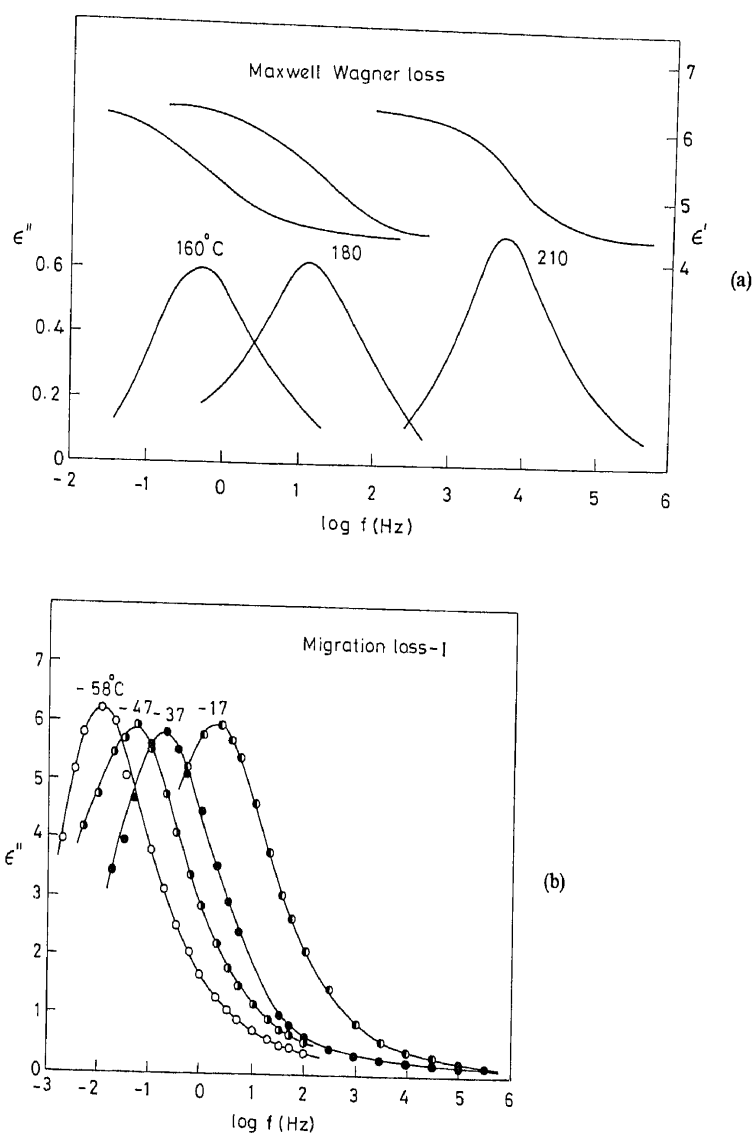 Maxwell Wagner loss
7
6
5
4
ε'
ε"
0.6
0.4
0.2
0
160°C
180
210
(a)
-2 -1 0 1 2 3 4 5 6
log f (Hz)
Migration loss-I
7
6
5
4
3
2
1
0
ε"
-58°C
-47 -37 -17
(b)
-3 -2 -1 0 1 2 3 4 5 6
log f (Hz)